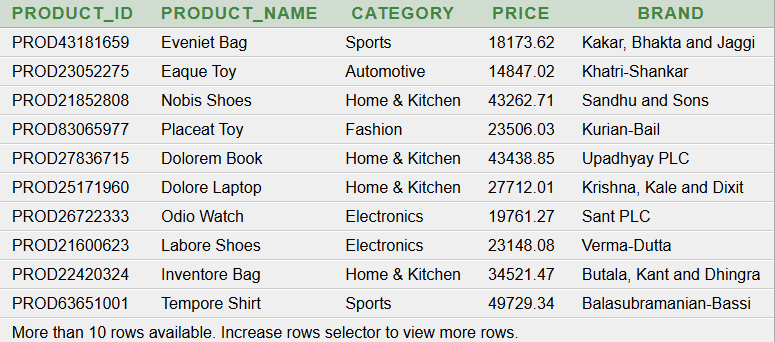 PRODUCT_ID PRODUCT_NAME CATEGORY PRICE BRAND
PROD43181659 Eveniet Bag Sports 18173.62 Kakar, Bhakta and Jaggi
PROD23052275 Eaque Toy Automotive 14847.02 Khatri-Shankar
PROD21852808 Nobis Shoes Home & Kitchen 43262.71 Sandhu and Sons
PROD83065977 Placeat Toy Fashion 23506.03 Kurian-Bail
PROD27836715 Dolorem Book Home & Kitchen 43438.85 Upadhyay PLC
PROD25171960 Dolore Laptop Home & Kitchen 27712.01 Krishna, Kale and Dixit
PROD26722333 Odio Watch Electronics 19761.27 Sant PLC
PROD21600623 Labore Shoes Electronics 23148.08 Verma-Dutta
PROD22420324 Inventore Bag Home & Kitchen 34521.47 Butala, Kant and Dhingra
PROD63651001 Tempore Shirt Sports 49729.34 Balasubramanian-Bassi
More than 10 rows available. Increase rows selector to view more rows.